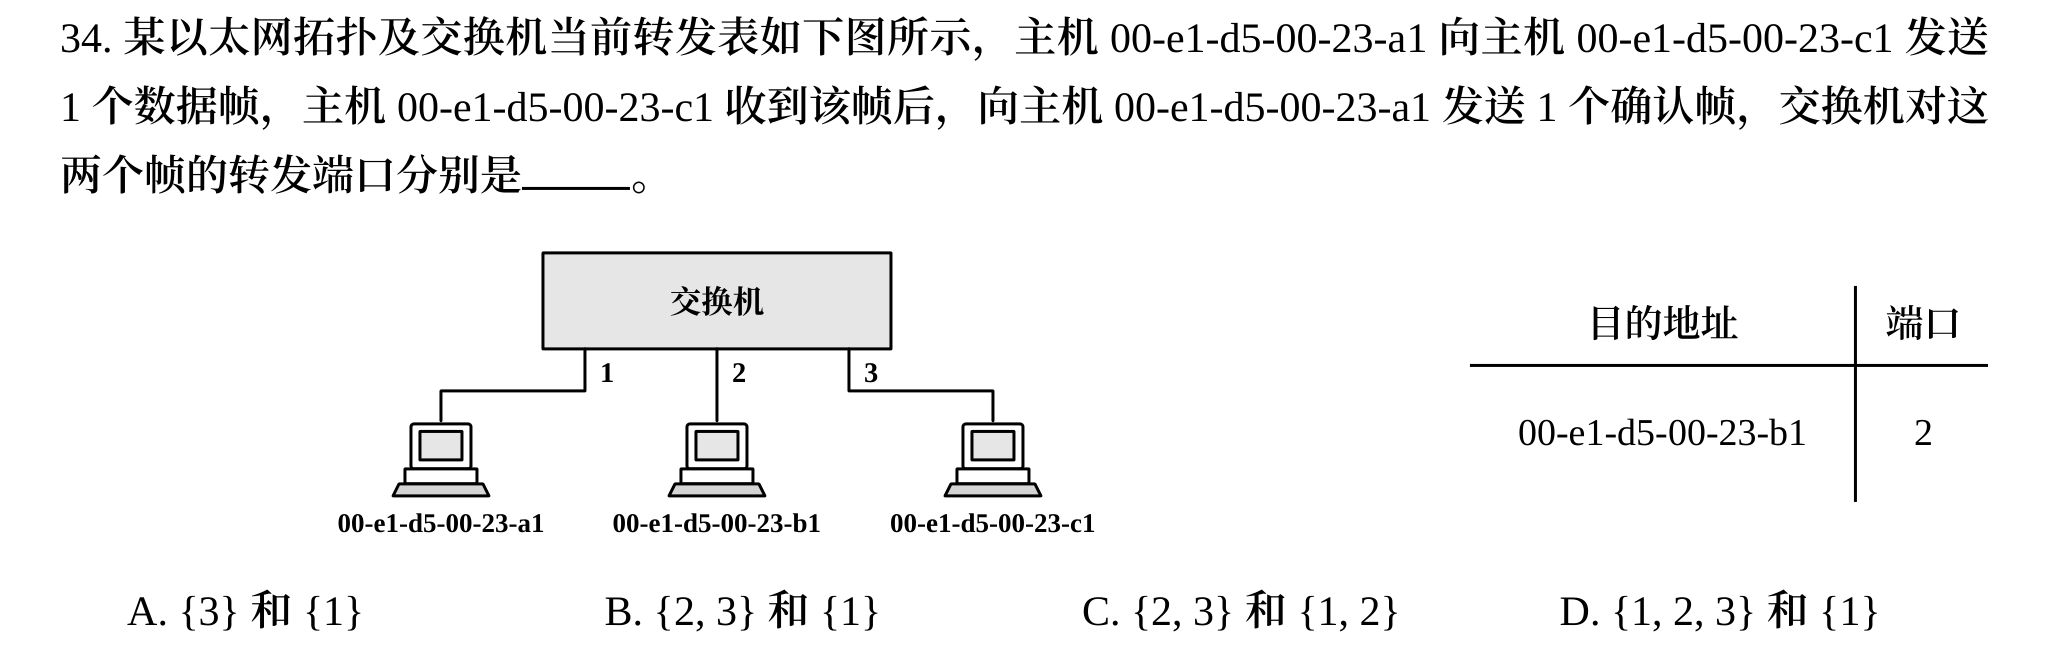 34. 某以太网拓扑及交换机当前转发表如下图所示，主机 00-e1-d5-00-23-a1 向主机 00-e1-d5-00-23-c1 发送
1 个数据帧，主机 00-e1-d5-00-23-c1 收到该帧后，向主机 00-e1-d5-00-23-a1 发送 1 个确认帧，交换机对这
两个帧的转发端口分别是_____。
交换机
1 2 3
00-e1-d5-00-23-a1 00-e1-d5-00-23-b1 00-e1-d5-00-23-c1
目的地址 端口
00-e1-d5-00-23-b1 2
A. {3} 和 {1} B. {2, 3} 和 {1} C. {2, 3} 和 {1, 2} D. {1, 2, 3} 和 {1}